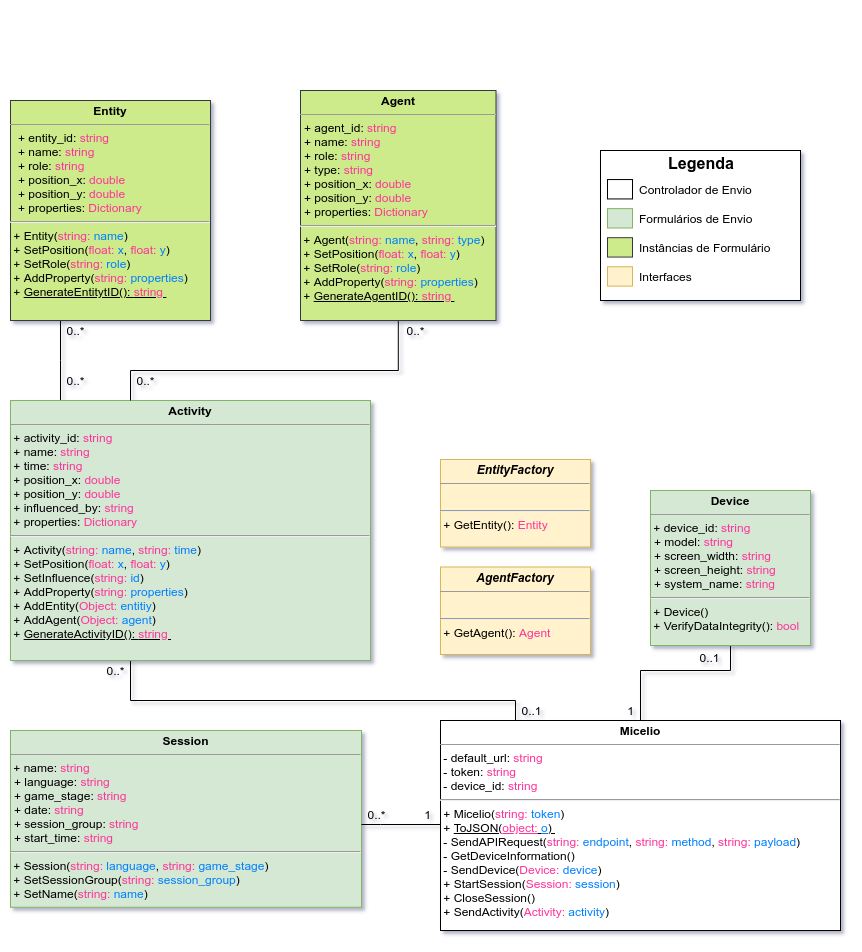 Entity
+ entity_id: string
+ name: string
+ role: string
+ position_x: double
+ position_y: double
+ properties: Dictionary
+ Entity(string: name)
+ SetPosition(float: x, float: y)
+ SetRole(string: role)
+ AddProperty(string: properties)
+ GenerateEntitytID(): string
Agent
+ agent_id: string
+ name: string
+ role: string
+ type: string
+ position_x: double
+ position_y: double
+ properties: Dictionary
+ Agent(string: name, string: type)
+ SetPosition(float: x, float: y)
+ SetRole(string: role)
+ AddProperty(string: properties)
+ GenerateAgentID(): string
Legenda
Controlador de Envio
Formulários de Envio
Instâncias de Formulário
Interfaces
0..*
0..*
0..*
0..*
Activity
+ activity_id: string
+ name: string
+ time: string
+ position_x: double
+ position_y: double
+ influenced_by: string
+ properties: Dictionary
+ Activity(string: name, string: time)
+ SetPosition(float: x, float: y)
+ SetInfluence(string: id)
+ AddProperty(string: properties)
+ AddEntity(Object: entitiy)
+ AddAgent(Object: agent)
+ GenerateActivityID(): string
EntityFactory
+ GetEntity(): Entity
AgentFactory
+ GetAgent(): Agent
Device
+ device_id: string
+ model: string
+ screen_width: string
+ screen_height: string
+ system_name: string
+ Device()
+ VerifyDataIntegrity(): bool
0..1
0..*
0..1
1
Session
+ name: string
+ language: string
+ game_stage: string
+ date: string
+ session_group: string
+ start_time: string
+ Session(string: language, string: game_stage)
+ SetSessionGroup(string: session_group)
+ SetName(string: name)
0..*
1
Micelio
- default_url: string
- token: string
- device_id: string
+ Micelio(string: token)
+ ToJSON(object: o)
- SendAPIRequest(string: endpoint, string: method, string: payload)
- GetDeviceInformation()
- SendDevice(Device: device)
+ StartSession(Session: session)
+ CloseSession()
+ SendActivity(Activity: activity)